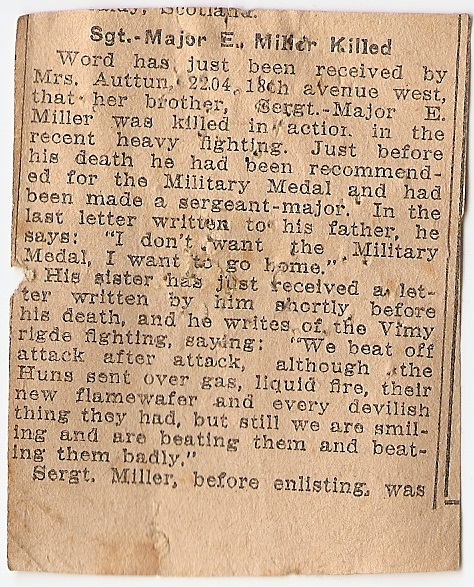 Scotland.
Sgt.-Major E. Miller Killed
Word has just been received by
Mrs. Auttun, 2204 18th avenue west,
that her brother, Sergt.-Major E.
Miller was killed in action in the
recent heavy fighting. Just before
his death he had been recommend-
ed for the Military Medal and had
been made a sergeant-major. In the
last letter written to his father, he
says: "I don't want the Military
Medal, I want to go home."
His sister has just received a let-
ter written by him shortly before
his death, and he writes of the Vimy
rigde fighting, saying: "We beat off
attack after attack, although the
Huns sent over gas, liquid fire, their
new flamewafer and every devilish
thing they had, but still we are smil-
ing and are beating them and beat-
ing them badly."
Sergt. Miller, before enlisting, was